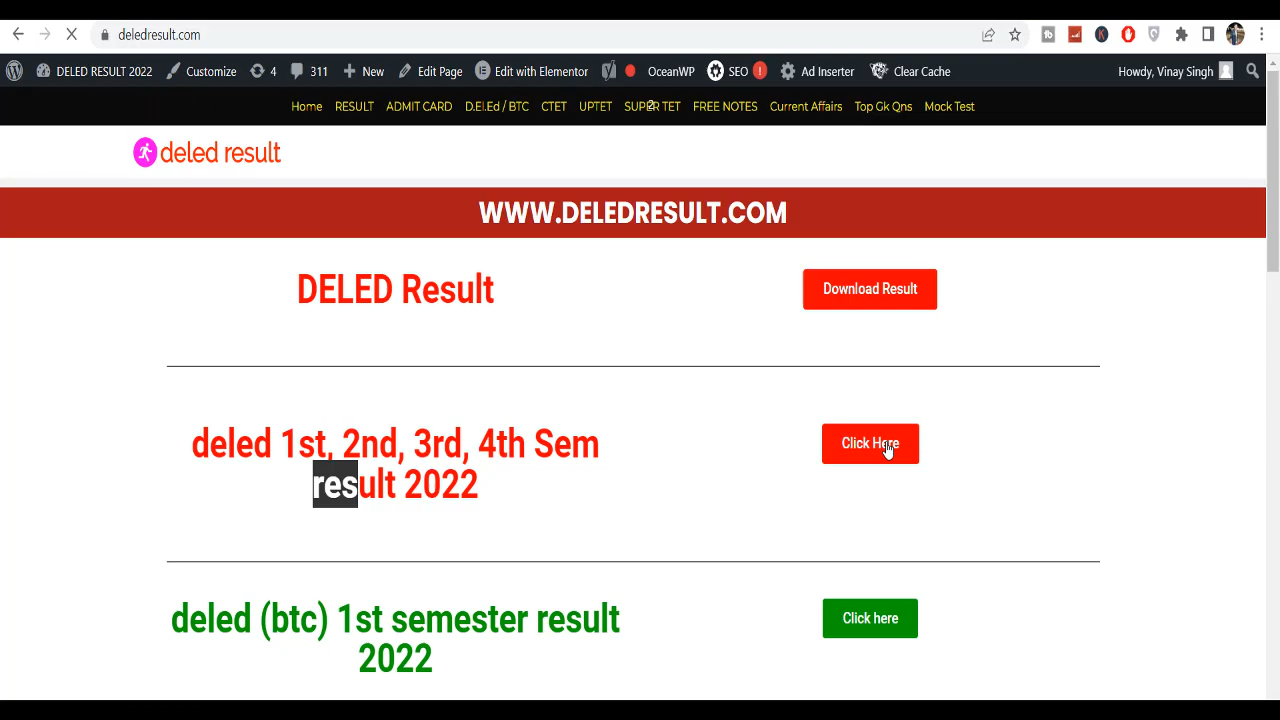 deledresult.com
DELED RESULT 2022 Customize 4 311 New Edit Page Edit with Elementor OceanWP SEO ! Ad Inserter Clear Cache Howdy, Vinay Singh
Home RESULT ADMIT CARD D.El.Ed / BTC CTET UPTET SUPER TET FREE NOTES Current Affairs Top Gk Qns Mock Test
deled result
WWW.DELEDRESULT.COM
DELED Result
Download Result
deled 1st, 2nd, 3rd, 4th Sem
result 2022
Click Here
deled (btc) 1st semester result
2022
Click here